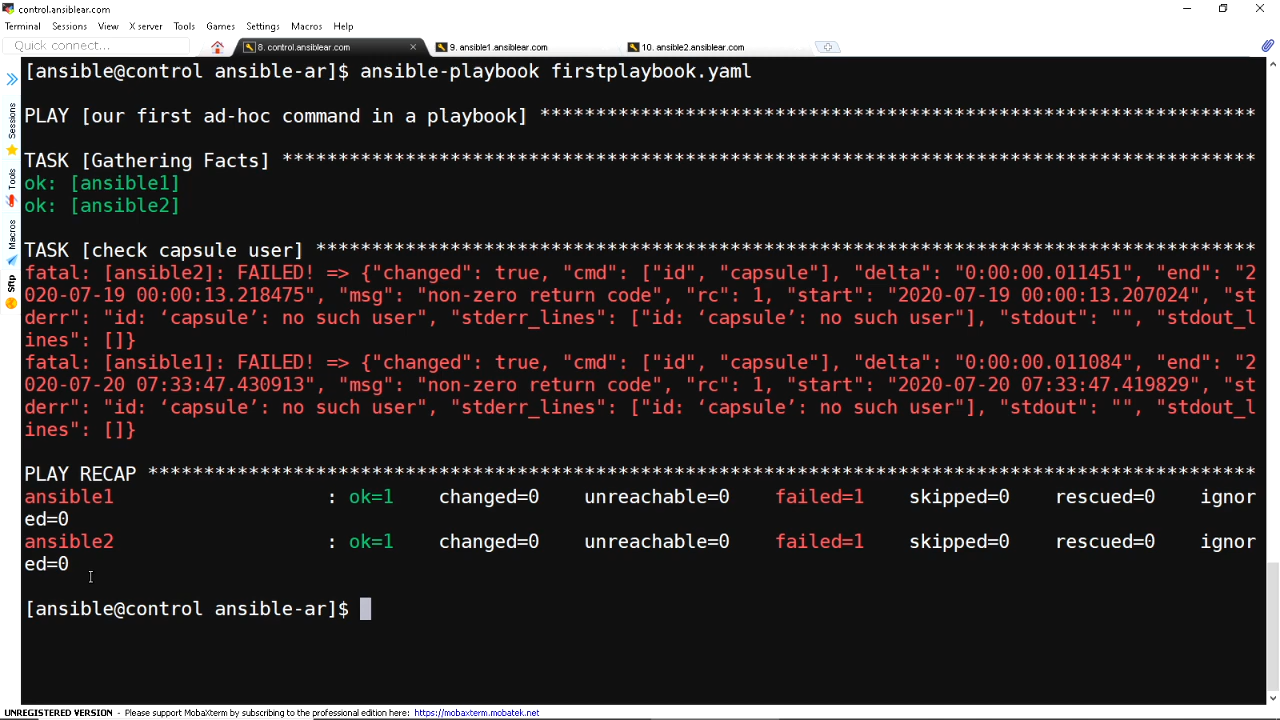 control.ansiblear.com
Terminal Sessions View X server Tools Games Settings Macros Help
Quick connect...
8. control.ansiblear.com
9. ansible1.ansiblear.com
10. ansible2.ansiblear.com
Sessions
Tools
Macros
Sftp
[ansible@control ansible-ar]$ ansible-playbook firstplaybook.yaml
PLAY [our first ad-hoc command in a playbook] ****************************************************************
TASK [Gathering Facts] ***************************************************************************************
ok: [ansible1]
ok: [ansible2]
TASK [check capsule user] ************************************************************************************
fatal: [ansible2]: FAILED! => {"changed": true, "cmd": ["id", "capsule"], "delta": "0:00:00.011451", "end": "2
020-07-19 00:00:13.218475", "msg": "non-zero return code", "rc": 1, "start": "2020-07-19 00:00:13.207024", "st
derr": "id: ‘capsule’: no such user", "stderr_lines": ["id: ‘capsule’: no such user"], "stdout": "", "stdout_l
ines": []}
fatal: [ansible1]: FAILED! => {"changed": true, "cmd": ["id", "capsule"], "delta": "0:00:00.011084", "end": "2
020-07-20 07:33:47.430913", "msg": "non-zero return code", "rc": 1, "start": "2020-07-20 07:33:47.419829", "st
derr": "id: ‘capsule’: no such user", "stderr_lines": ["id: ‘capsule’: no such user"], "stdout": "", "stdout_l
ines": []}
PLAY RECAP ***************************************************************************************************
ansible1 : ok=1 changed=0 unreachable=0 failed=1 skipped=0 rescued=0 ignor
ed=0
ansible2 : ok=1 changed=0 unreachable=0 failed=1 skipped=0 rescued=0 ignor
ed=0
[ansible@control ansible-ar]$
UNREGISTERED VERSION - Please support MobaXterm by subscribing to the professional edition here: https://mobaxterm.mobatek.net